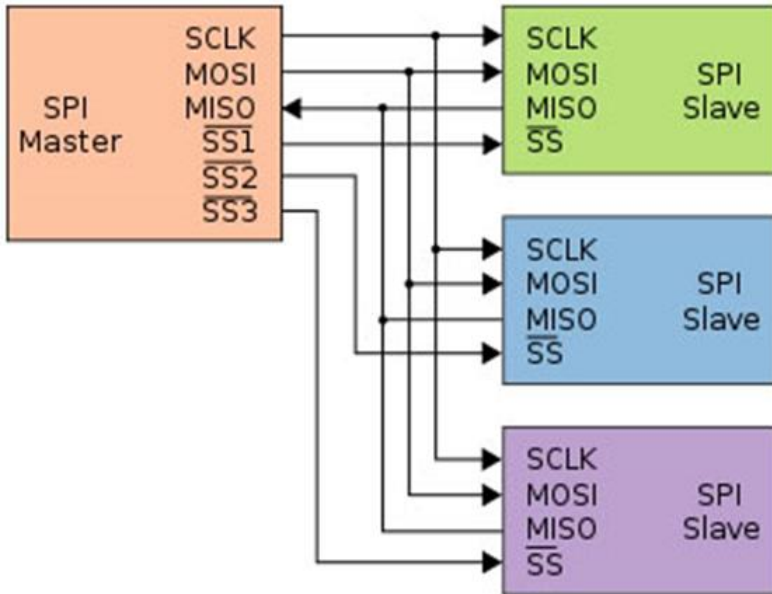 SCLK
MOSI
SPI MISO
Master SS1
SS2
SS3
SCLK
MOSI SPI
MISO Slave
SS
SCLK
MOSI SPI
MISO Slave
SS
SCLK
MOSI SPI
MISO Slave
SS